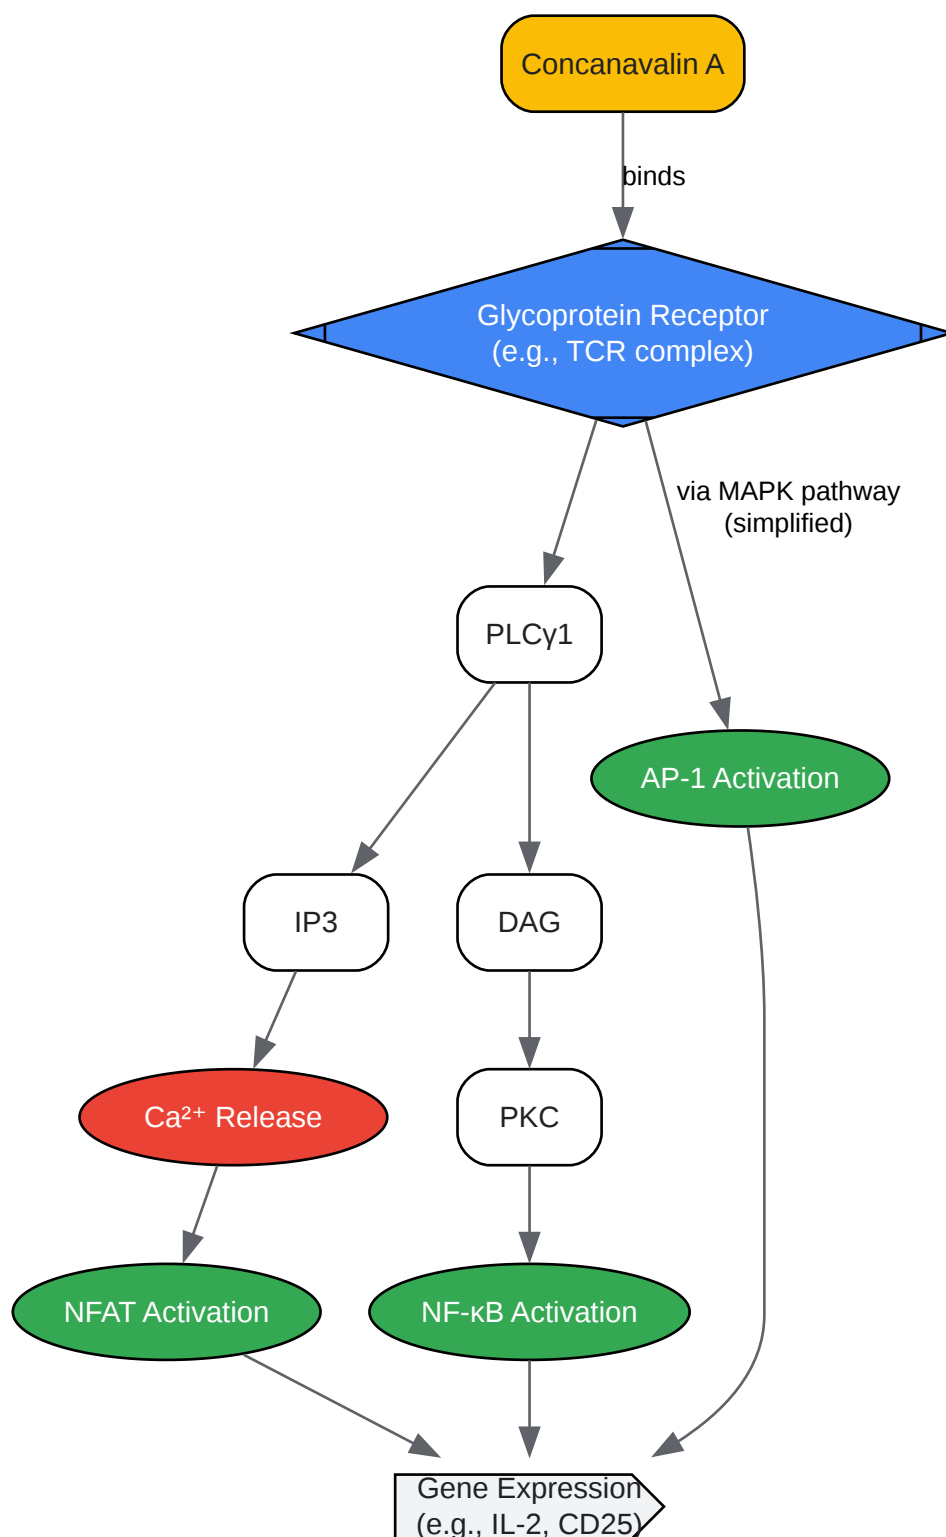 Concanavalin A
binds
Glycoprotein Receptor
(e.g., TCR complex)
via MAPK pathway
(simplified)
PLCγ1
AP-1 Activation
IP3
DAG
Ca²⁺ Release
PKC
NFAT Activation
NF-κB Activation
Gene Expression
(e.g., IL-2, CD25)